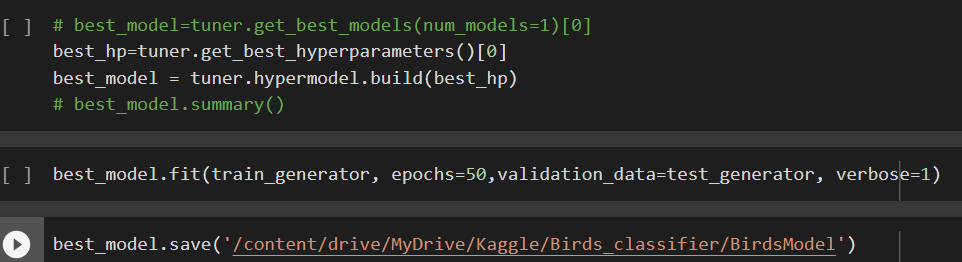 [ ] # best_model=tuner.get_best_models(num_models=1)[0]
best_hp=tuner.get_best_hyperparameters()[0]
best_model = tuner.hypermodel.build(best_hp)
# best_model.summary()
[ ] best_model.fit(train_generator, epochs=50,validation_data=test_generator, verbose=1)
best_model.save('/content/drive/MyDrive/Kaggle/Birds_classifier/BirdsModel')